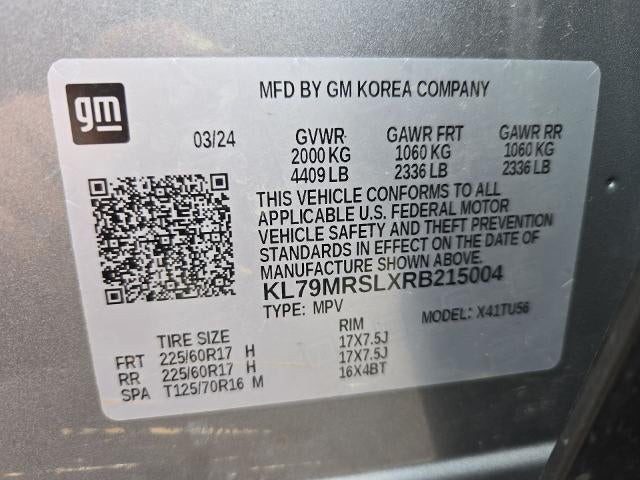 gm
MFD BY GM KOREA COMPANY
03/24 GVWR GAWR FRT GAWR RR
2000 KG 1060 KG 1060 KG
4409 LB 2336 LB 2336 LB
THIS VEHICLE CONFORMS TO ALL
APPLICABLE U.S. FEDERAL MOTOR
VEHICLE SAFETY AND THEFT PREVENTION
STANDARDS IN EFFECT ON THE DATE OF
MANUFACTURE SHOWN ABOVE.
KL79MRSLXRB215004
TYPE: MPV MODEL: X41TU56
TIRE SIZE RIM
FRT 225/60R17 H 17X7.5J
RR 225/60R17 H 17X7.5J
SPA T125/70R16 M 16X4BT